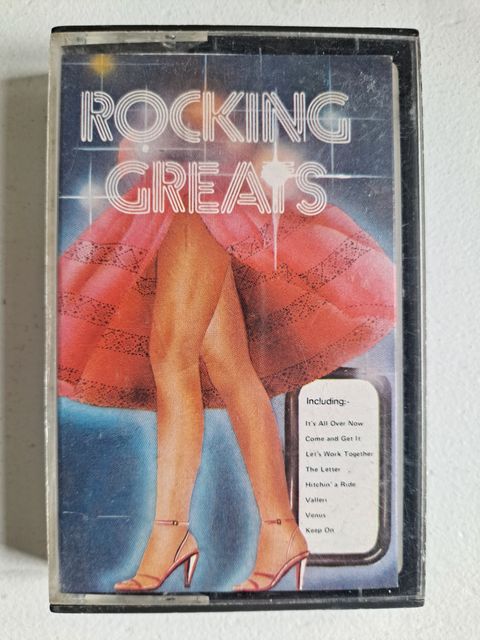 ROCKING
GREATS
Including:-
It's All Over Now
Come and Get It
Let's Work Together
The Letter
Hitchin' a Ride
Valleri
Venus
Keep On